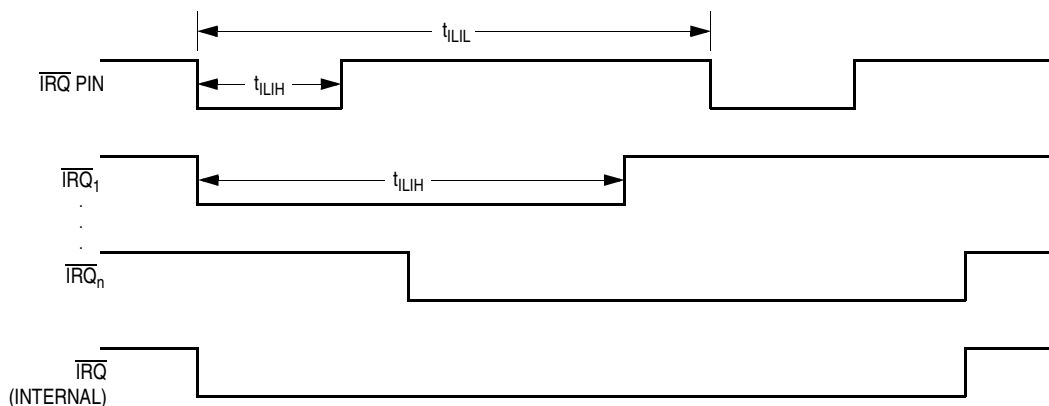 tILIL
IRQ PIN
tILIH
IRQ1
tILIH
.
.
.
IRQn
IRQ
(INTERNAL)